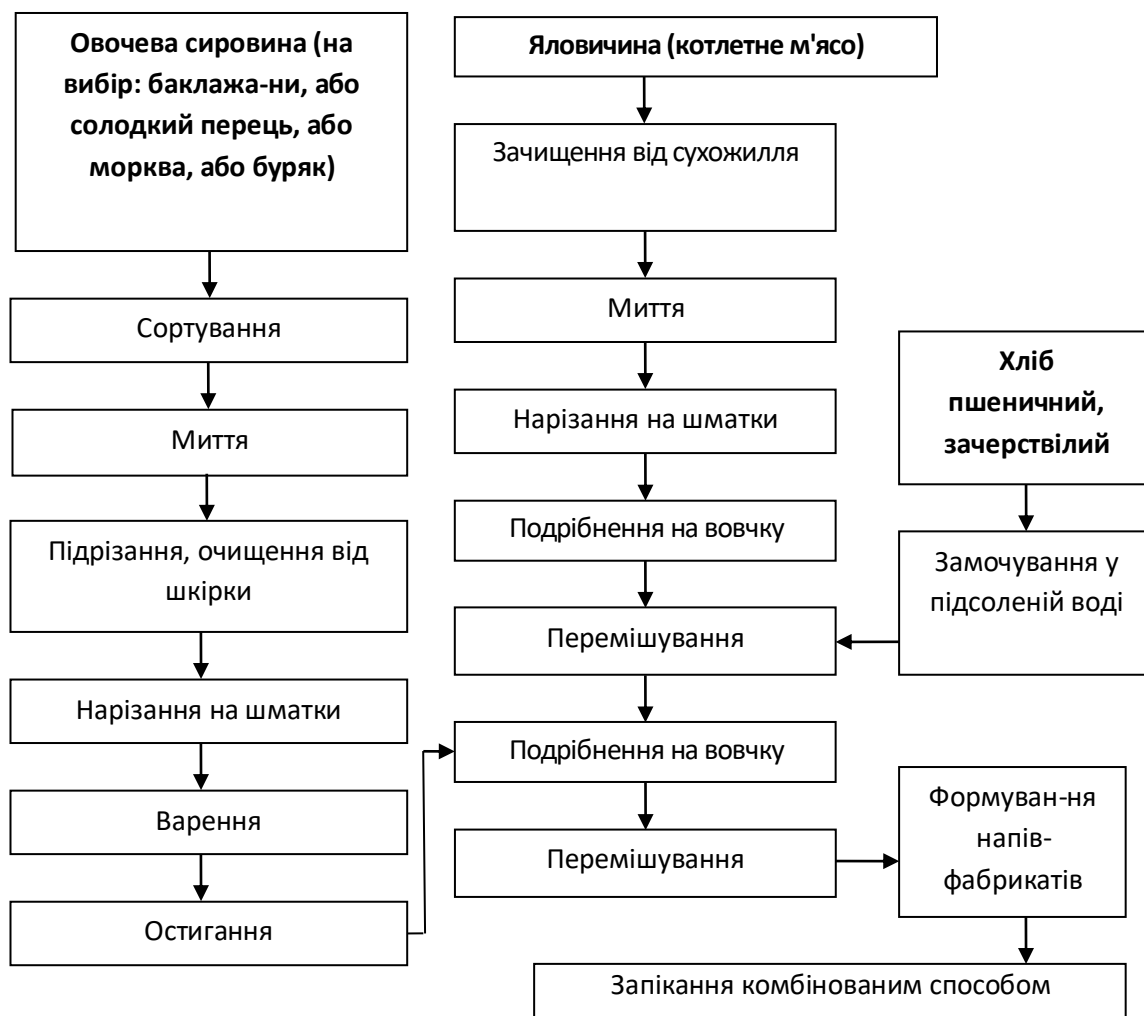 Овочева сировина (на
вибір: баклажа-ни, або
солодкий перець, або
морква, або буряк)
Сортування
Миття
Підрізання, очищення від
шкірки
Нарізання на шматки
Варення
Остигання
Яловичина (котлетне м'ясо)
Зачищення від сухожилля
Миття
Нарізання на шматки
Подрібнення на вовчку
Перемішування
Подрібнення на вовчку
Перемішування
Хліб
пшеничний,
зачерствілий
Замочування у
підсоленій воді
Формуван-ня
напів-
фабрикатів
Запікання комбінованим способом